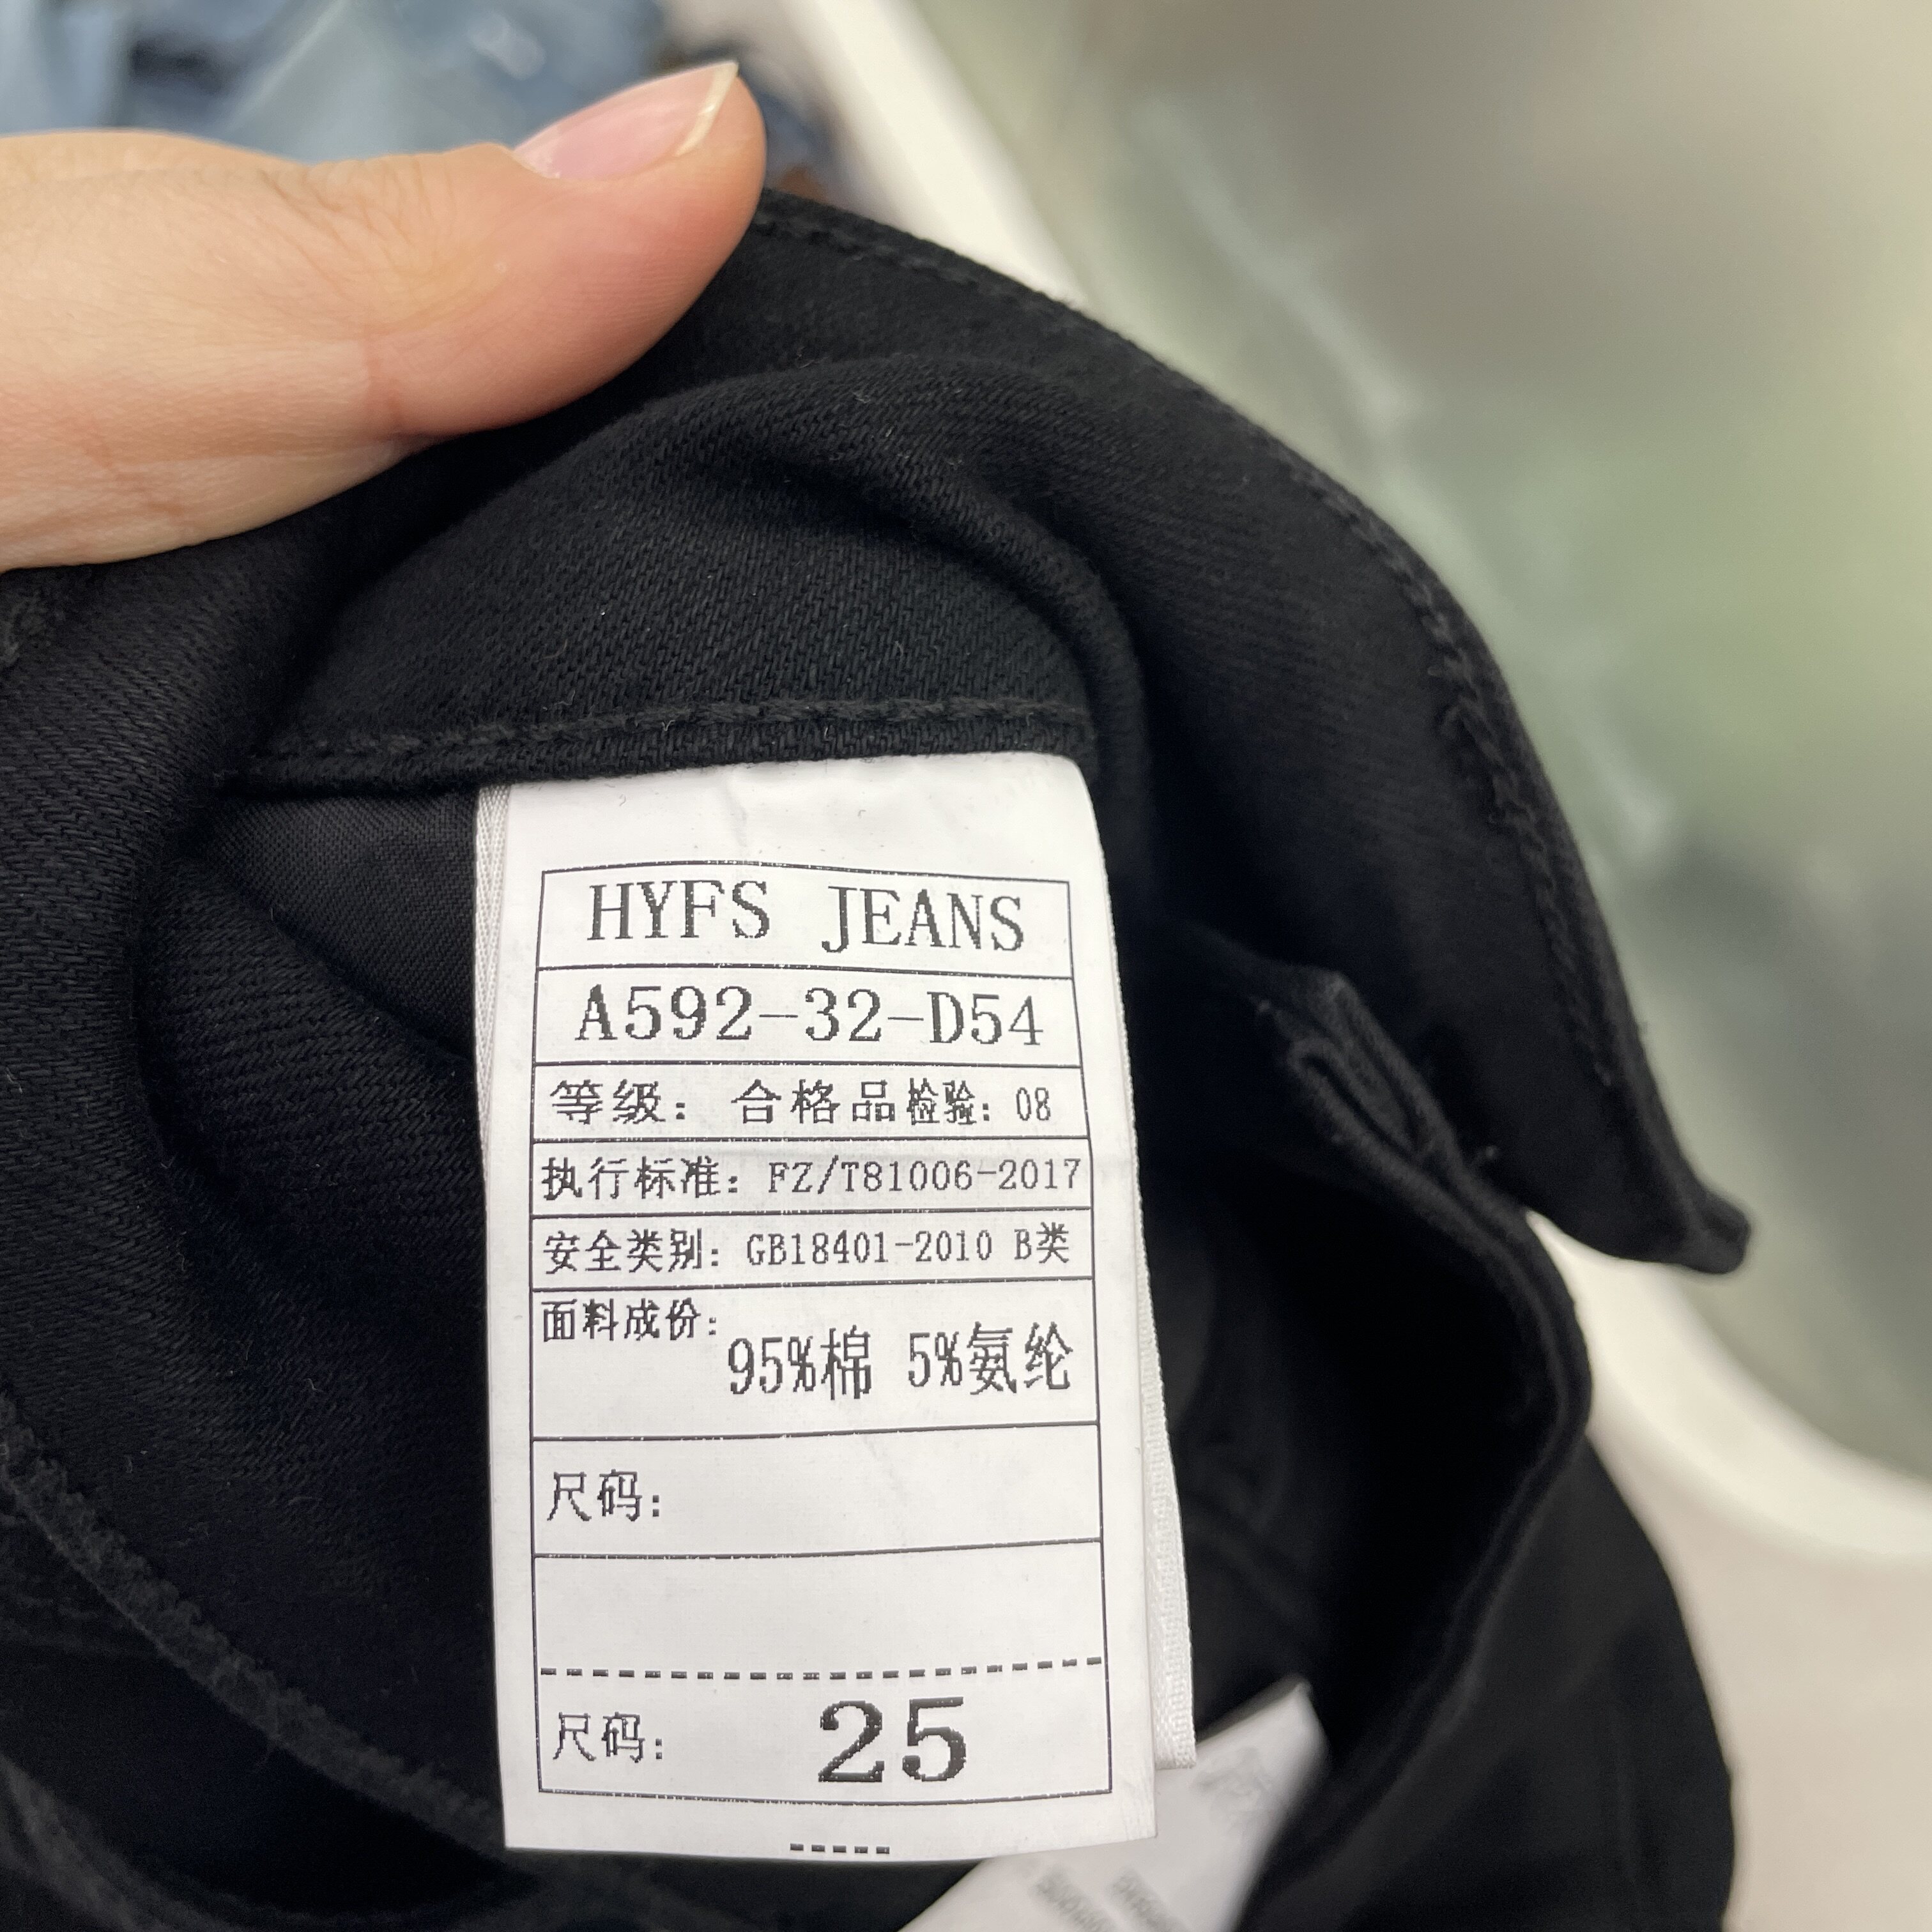 HYFS JEANS
A592-32-D54
等级: 合格品检验: 08
执行标准: FZ/T81006-2017
安全类别: GB18401-2010 B类
面料成份:
95%棉 5%氨纶
尺码:
尺码: 25